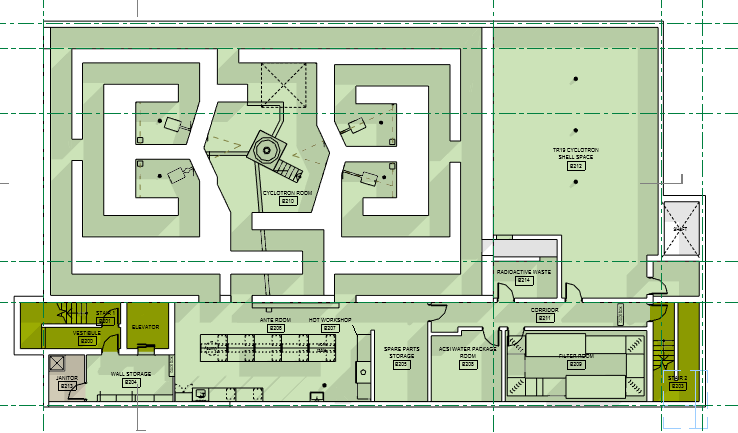 TR19 CYCLOTRON
SHELL SPACE
B212
CYCLOTRON ROOM
B210
SHAFT
RADIOACTIVE WASTE
B214
CORRIDOR
B211
STAIR 1
B201
VESTIBULE
B200
ELEVATOR
ANTE ROOM
B206
HOT WORKSHOP
B207
SPARE PARTS
STORAGE
B205
ACSI WATER PACKAGE
ROOM
FILTER ROOM
B209
JANITOR
B213
WALL STORAGE
B204
STAIR 2
B203